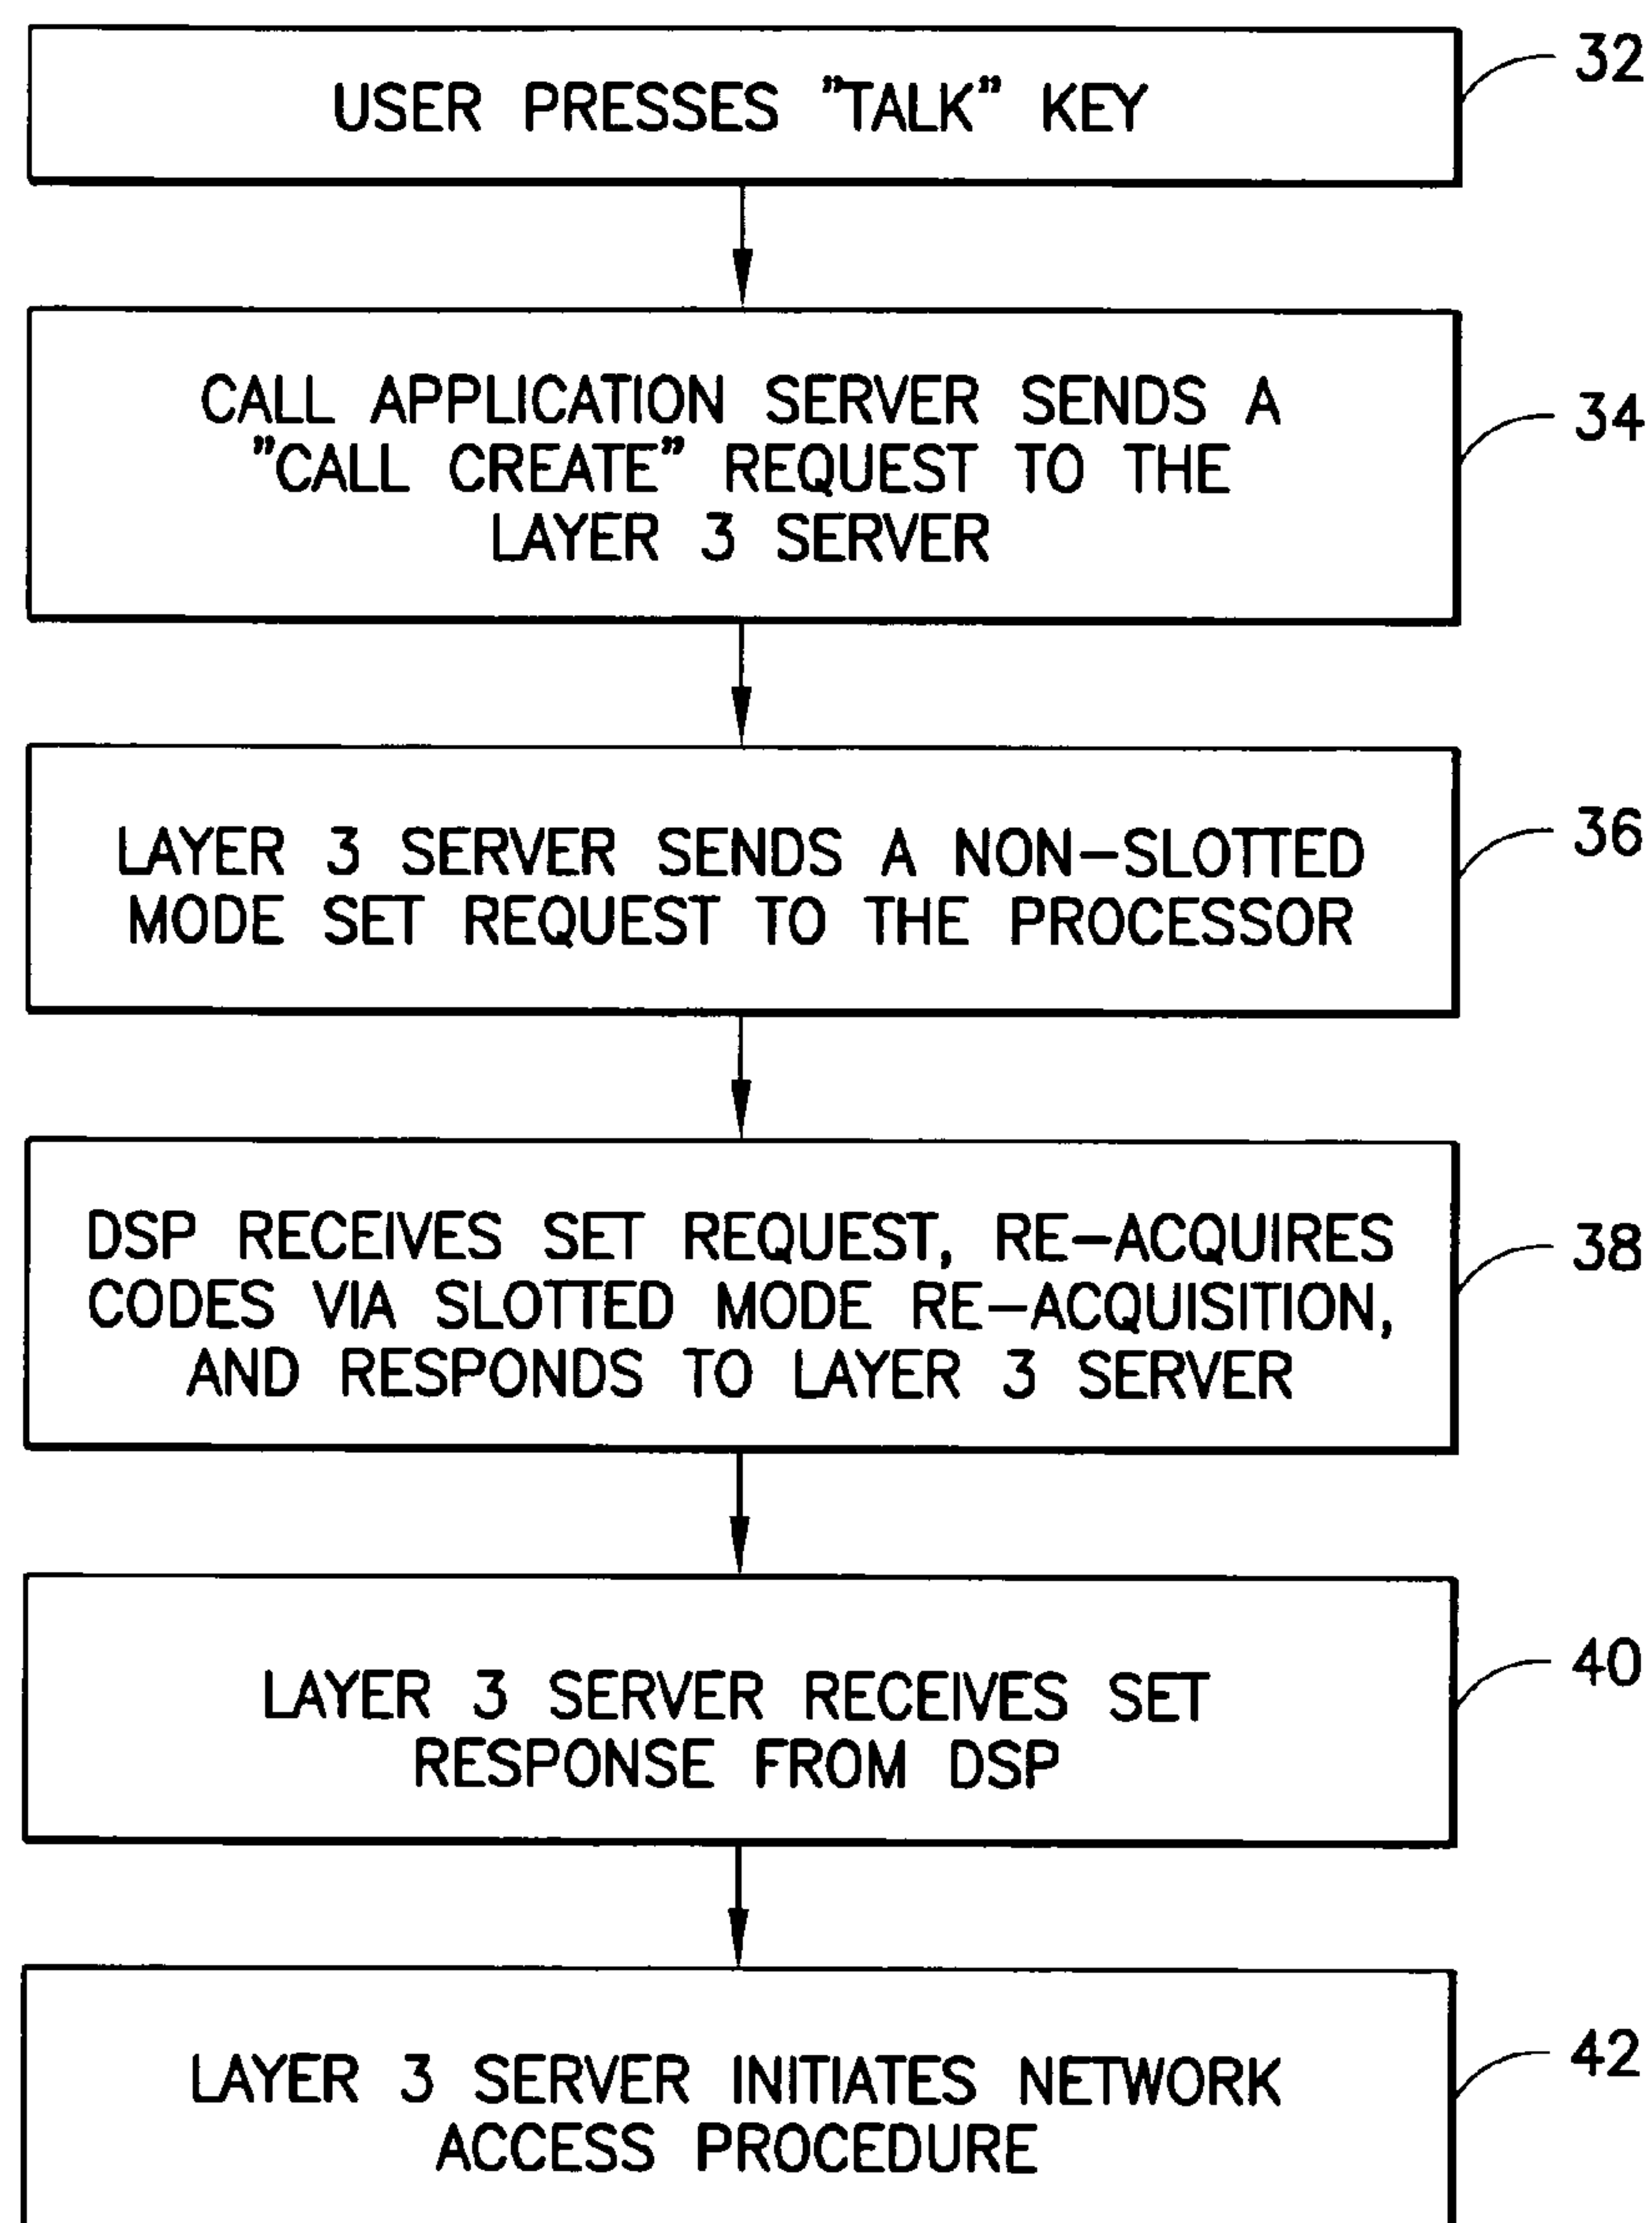 USER PRESSES "TALK" KEY
32
CALL APPLICATION SERVER SENDS A
"CALL CREATE" REQUEST TO THE
LAYER 3 SERVER
34
LAYER 3 SERVER SENDS A NON-SLOTTED
MODE SET REQUEST TO THE PROCESSOR
36
DSP RECEIVES SET REQUEST, RE-ACQUIRES
CODES VIA SLOTTED MODE RE-ACQUISITION,
AND RESPONDS TO LAYER 3 SERVER
38
LAYER 3 SERVER RECEIVES SET
RESPONSE FROM DSP
40
LAYER 3 SERVER INITIATES NETWORK
ACCESS PROCEDURE
42